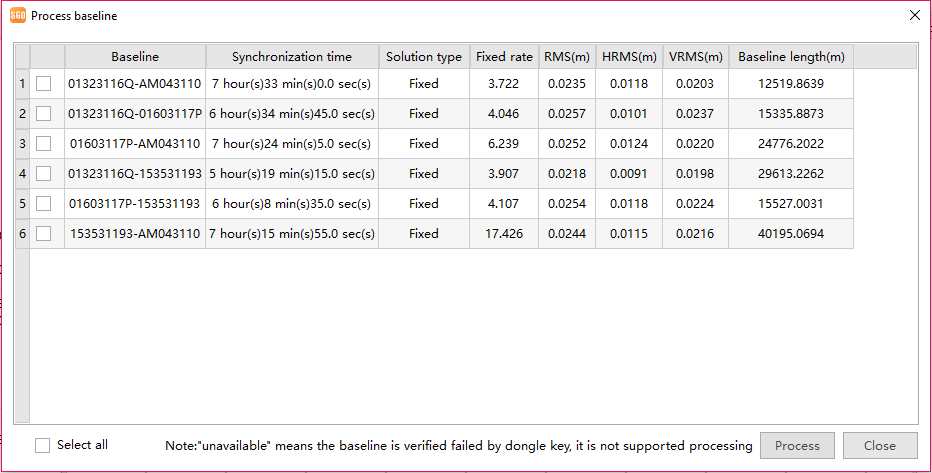 SGO Process baseline
Baseline Synchronization time Solution type Fixed rate RMS(m) HRMS(m) VRMS(m) Baseline length(m)
1 01323116Q-AM043110 7 hour(s)33 min(s)0.0 sec(s) Fixed 3.722 0.0235 0.0118 0.0203 12519.8639
2 01323116Q-01603117P 6 hour(s)34 min(s)45.0 sec(s) Fixed 4.046 0.0257 0.0101 0.0237 15335.8873
3 01603117P-AM043110 7 hour(s)24 min(s)5.0 sec(s) Fixed 6.239 0.0252 0.0124 0.0220 24776.2022
4 01323116Q-153531193 5 hour(s)19 min(s)15.0 sec(s) Fixed 3.907 0.0218 0.0091 0.0198 29613.2262
5 01603117P-153531193 6 hour(s)8 min(s)35.0 sec(s) Fixed 4.107 0.0254 0.0118 0.0224 15527.0031
6 153531193-AM043110 7 hour(s)15 min(s)55.0 sec(s) Fixed 17.426 0.0244 0.0115 0.0216 40195.0694
Select all Note:"unavailable" means the baseline is verified failed by dongle key, it is not supported processing Process Close